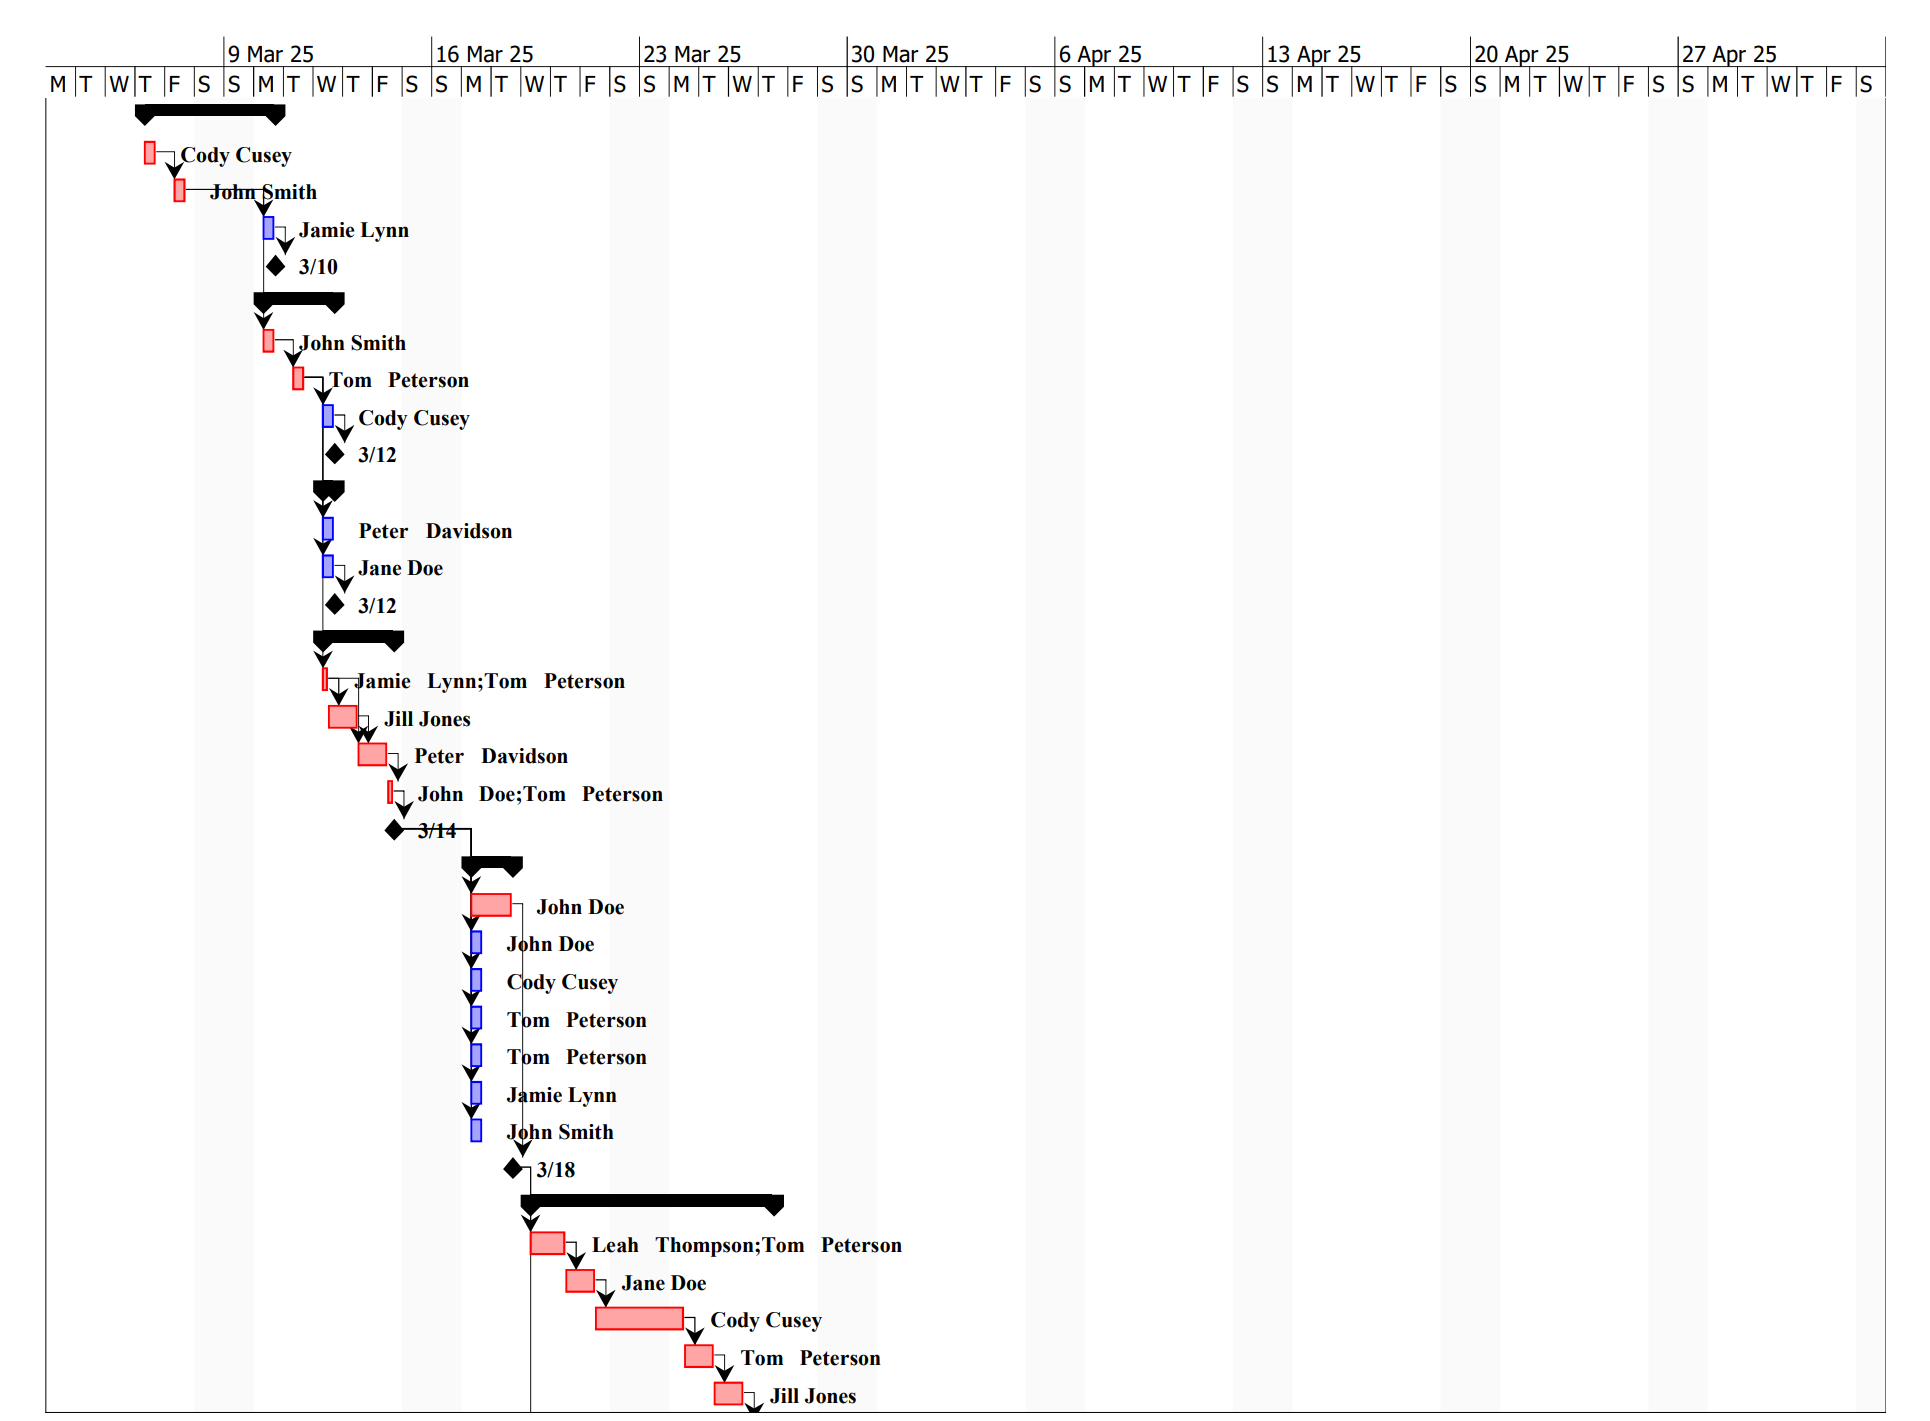 9 Mar 25 16 Mar 25 23 Mar 25 30 Mar 25 6 Apr 25 13 Apr 25 20 Apr 25 27 Apr 25
M T W T F S S M T W T F S S M T W T F S S M T W T F S S M T W T F S S M T W T F S S M T W T F S S M T W T F S S M T W T F S
Cody Cusey
John Smith
Jamie Lynn
3/10
John Smith
Tom Peterson
Cody Cusey
3/12
Peter Davidson
Jane Doe
3/12
Jamie Lynn;Tom Peterson
Jill Jones
Peter Davidson
John Doe;Tom Peterson
3/14
John Doe
John Doe
Cody Cusey
Tom Peterson
Tom Peterson
Jamie Lynn
John Smith
3/18
Leah Thompson;Tom Peterson
Jane Doe
Cody Cusey
Tom Peterson
Jill Jones